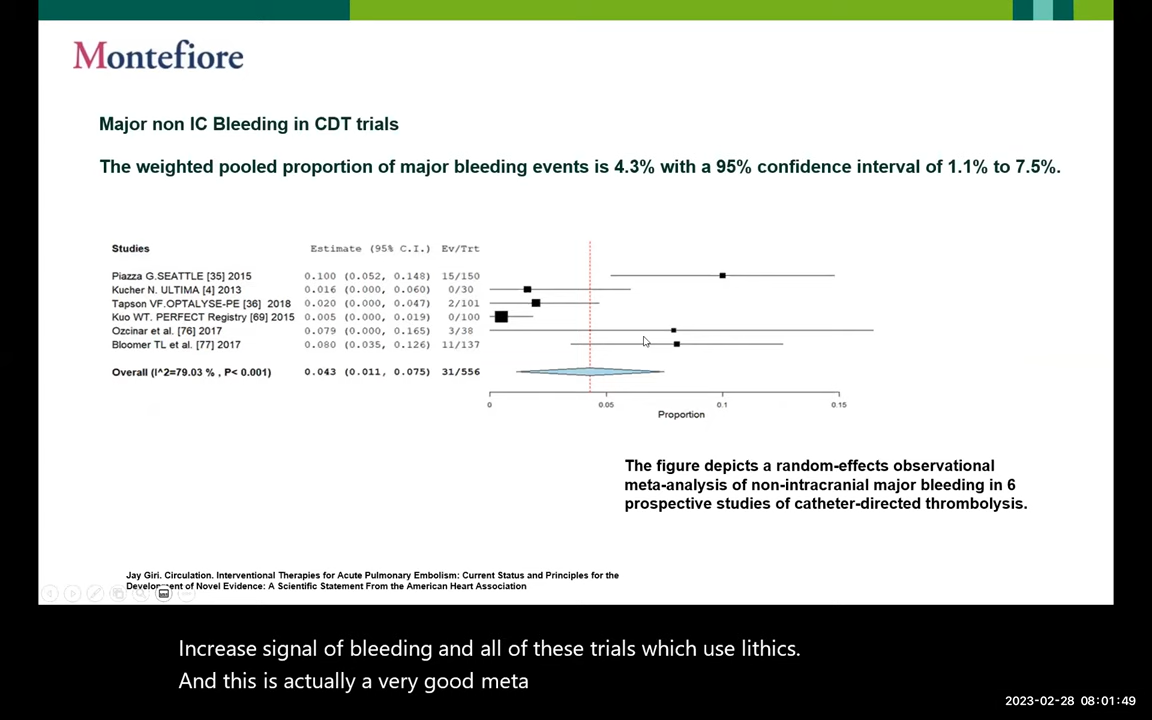 Montefiore
Major non IC Bleeding in CDT trials
The weighted pooled proportion of major bleeding events is 4.3% with a 95% confidence interval of 1.1% to 7.5%.
Studies Estimate (95% C.I.) Ev/Trt
Piazza G.SEATTLE [35] 2015 0.100 (0.052, 0.148) 15/150
Kucher N. ULTIMA [4] 2013 0.016 (0.000, 0.060) 0/30
Tapson VF.OPTALYSE-PE [36] 2018 0.020 (0.000, 0.047) 2/101
Kuo WT. PERFECT Registry [69] 2015 0.005 (0.000, 0.019) 0/100
Ozcinar et al. [76] 2017 0.079 (0.000, 0.165) 3/38
Bloomer TL et al. [77] 2017 0.080 (0.035, 0.126) 11/137
Overall (I^2=79.03 % , P< 0.001) 0.043 (0.011, 0.075) 31/556
0 0.05 0.1 0.15
Proportion
The figure depicts a random-effects observational
meta-analysis of non-intracranial major bleeding in 6
prospective studies of catheter-directed thrombolysis.
Jay Giri. Circulation. Interventional Therapies for Acute Pulmonary Embolism: Current Status and Principles for the
Development of Novel Evidence: A Scientific Statement From the American Heart Association
Increase signal of bleeding and all of these trials which use lithics.
And this is actually a very good meta
2023-02-28 08:01:49